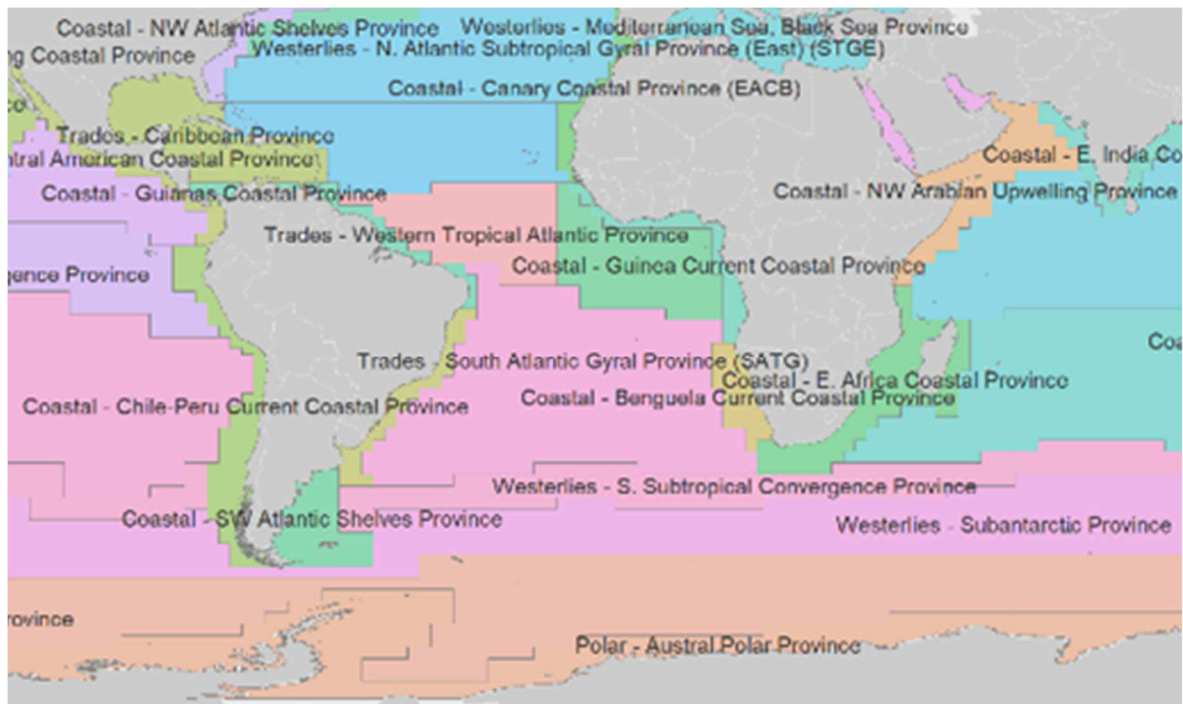 Coastal - NW Atlantic Shelves Province
Westerlies - Mediterranean Sea, Black Sea Province
Westerlies - N. Atlantic Subtropical Gyral Province (East) (STGE)
ng Coastal Province
Coastal - Canary Coastal Province (EACB)
co
Trades - Caribbean Province
ntral American Coastal Province
Coastal - E. India Co
Coastal - Guianas Coastal Province
Coastal - NW Arabian Upwelling Province
Trades - Western Tropical Atlantic Province
Coastal - Guinea Current Coastal Province
gence Province
Coa
Trades - South Atlantic Gyral Province (SATG)
Coastal - E. Africa Coastal Province
Coastal - Benguela Current Coastal Province
Coastal - Chile-Peru Current Coastal Province
Westerlies - S. Subtropical Convergence Province
Coastal - SW Atlantic Shelves Province
Westerlies - Subantarctic Province
rovince
Polar - Austral Polar Province